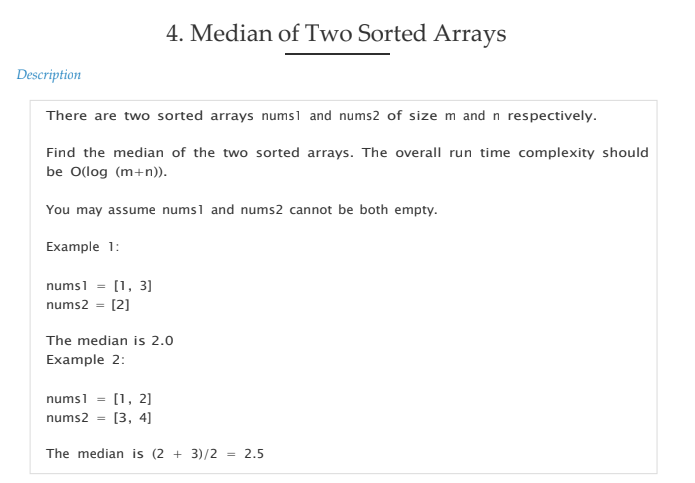 4. Median of Two Sorted Arrays
Description
There are two sorted arrays nums1 and nums2 of size m and n respectively.
Find the median of the two sorted arrays. The overall run time complexity should
be O(log (m+n)).
You may assume nums1 and nums2 cannot be both empty.
Example 1:
nums1 = [1, 3]
nums2 = [2]
The median is 2.0
Example 2:
nums1 = [1, 2]
nums2 = [3, 4]
The median is (2 + 3)/2 = 2.5